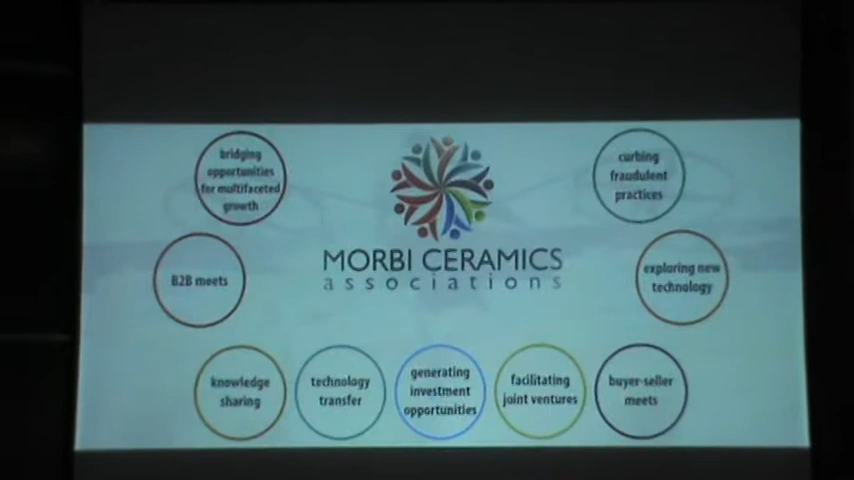 bridging
opportunities
for multifaceted
growth
MORBI CERAMICS
associations
curbing
fraudulent
practices
B2B meets
exploring new
technology
knowledge
sharing
technology
transfer
generating
investment
opportunities
facilitating
joint ventures
buyer-seller
meets